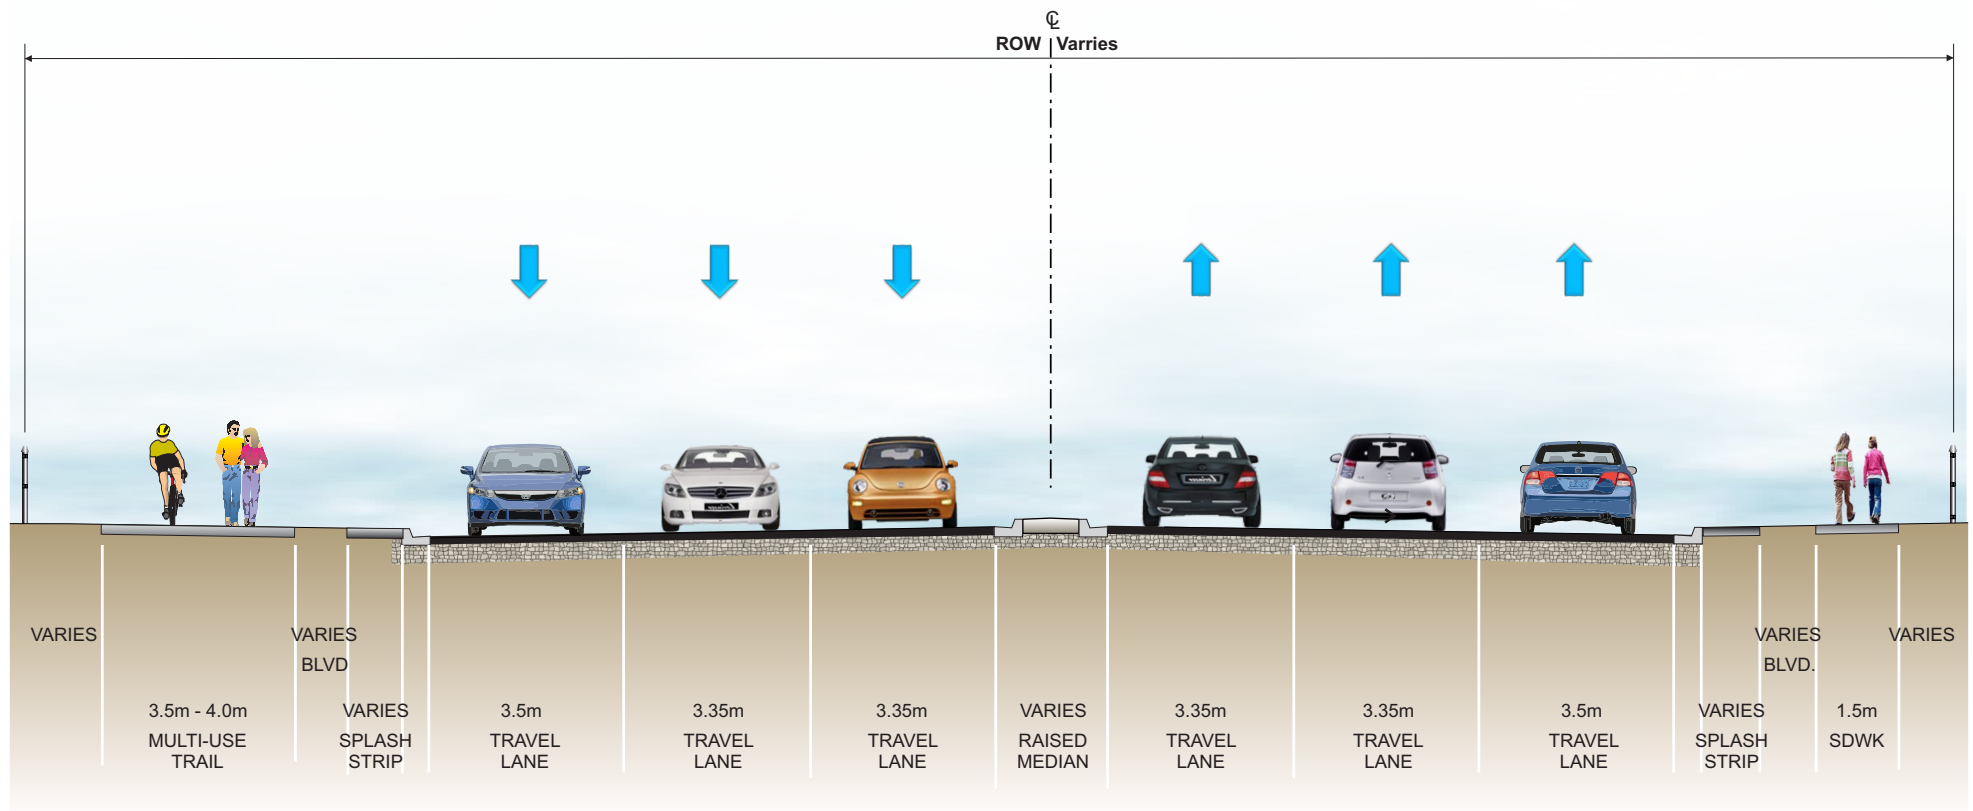 ℄
ROW Varries
VARIES
VARIES
BLVD
VARIES
BLVD.
VARIES
3.5m - 4.0m
MULTI-USE
TRAIL
VARIES
SPLASH
STRIP
3.5m
TRAVEL
LANE
3.35m
TRAVEL
LANE
3.35m
TRAVEL
LANE
VARIES
RAISED
MEDIAN
3.35m
TRAVEL
LANE
3.35m
TRAVEL
LANE
3.5m
TRAVEL
LANE
VARIES
SPLASH
STRIP
1.5m
SDWK